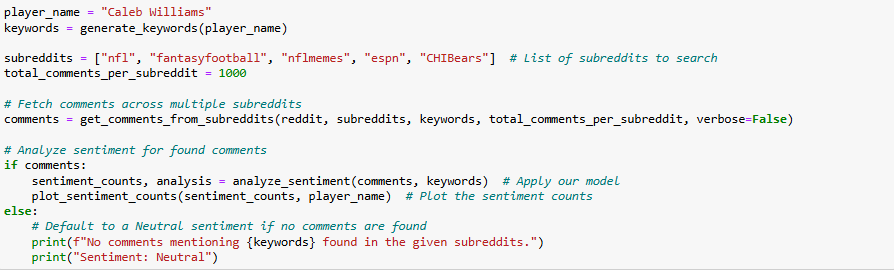 player_name = "Caleb Williams"
keywords = generate_keywords(player_name)
subreddits = ["nfl", "fantasyfootball", "nflmemes", "espn", "CHIBears"]  # List of subreddits to search
total_comments_per_subreddit = 1000
# Fetch comments across multiple subreddits
comments = get_comments_from_subreddits(reddit, subreddits, keywords, total_comments_per_subreddit, verbose=False)
# Analyze sentiment for found comments
if comments:
    sentiment_counts, analysis = analyze_sentiment(comments, keywords)  # Apply our model
    plot_sentiment_counts(sentiment_counts, player_name)  # Plot the sentiment counts
else:
    # Default to a Neutral sentiment if no comments are found
    print(f"No comments mentioning {keywords} found in the given subreddits.")
    print("Sentiment: Neutral")